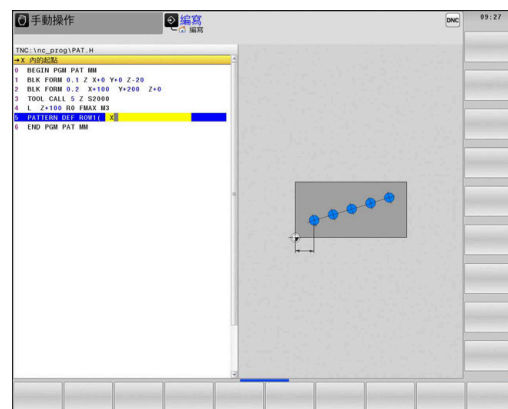 手動操作
編寫
編寫
DNC
09:27
TNC:\nc_prog\PAT.H
→X 內的起點
0 BEGIN PGM PAT MM
1 BLK FORM 0.1 Z X+0 Y+0 Z-20
2 BLK FORM 0.2 X+100 Y+200 Z+0
3 TOOL CALL 5 Z S2000
4 L Z+100 R0 FMAX M3
5 PATTERN DEF ROW1( X
6 END PGM PAT MM